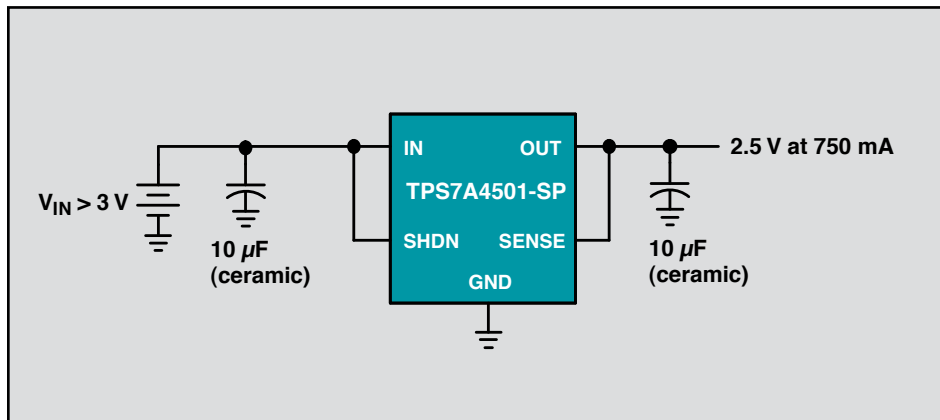 IN
OUT
2.5 V at 750 mA
TPS7A4501-SP
VIN > 3 V
10 µF
(ceramic)
SHDN
SENSE
10 µF
(ceramic)
GND